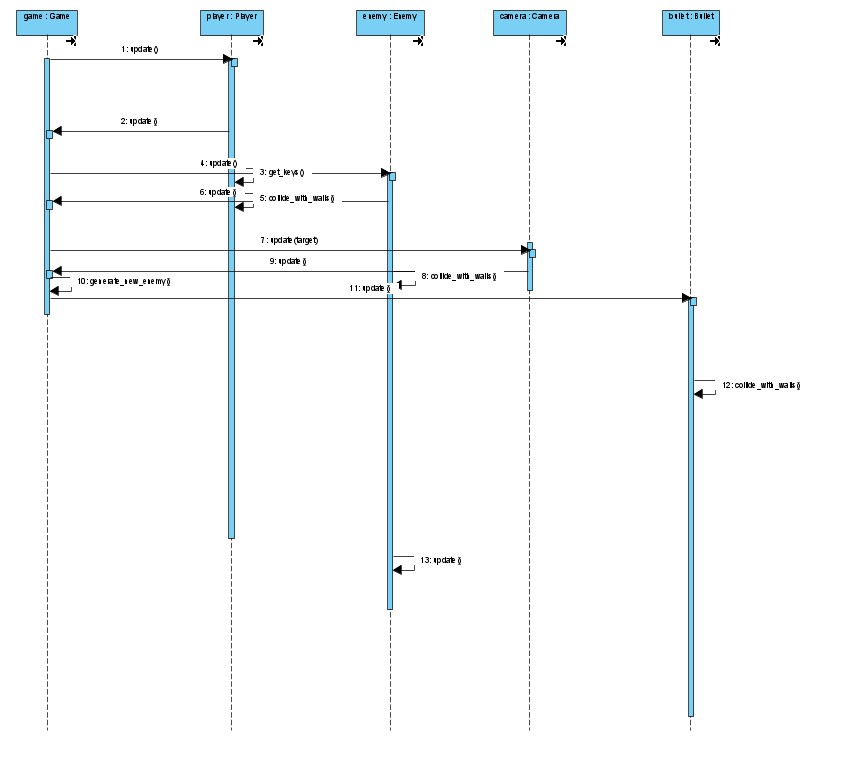 game : Game
player : Player
enemy : Enemy
camera : Camera
bullet : Bullet
1 : update()
2 : update()
4 : update()
3 : get_keys()
6 : update()
5 : collide_with_walls()
7 : update(target)
9 : update()
8 : collide_with_walls()
10 : generate_new_enemy()
11 : update()
12 : collide_with_walls()
13 : update()